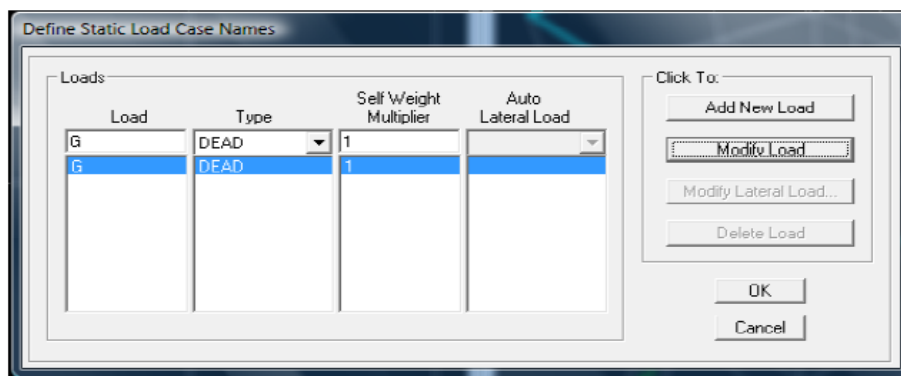 Define Static Load Case Names
Loads
Load Type Self Weight Multiplier Auto Lateral Load
G DEAD 1
G DEAD 1
Click To:
Add New Load
Modify Load
Modify Lateral Load...
Delete Load
OK
Cancel